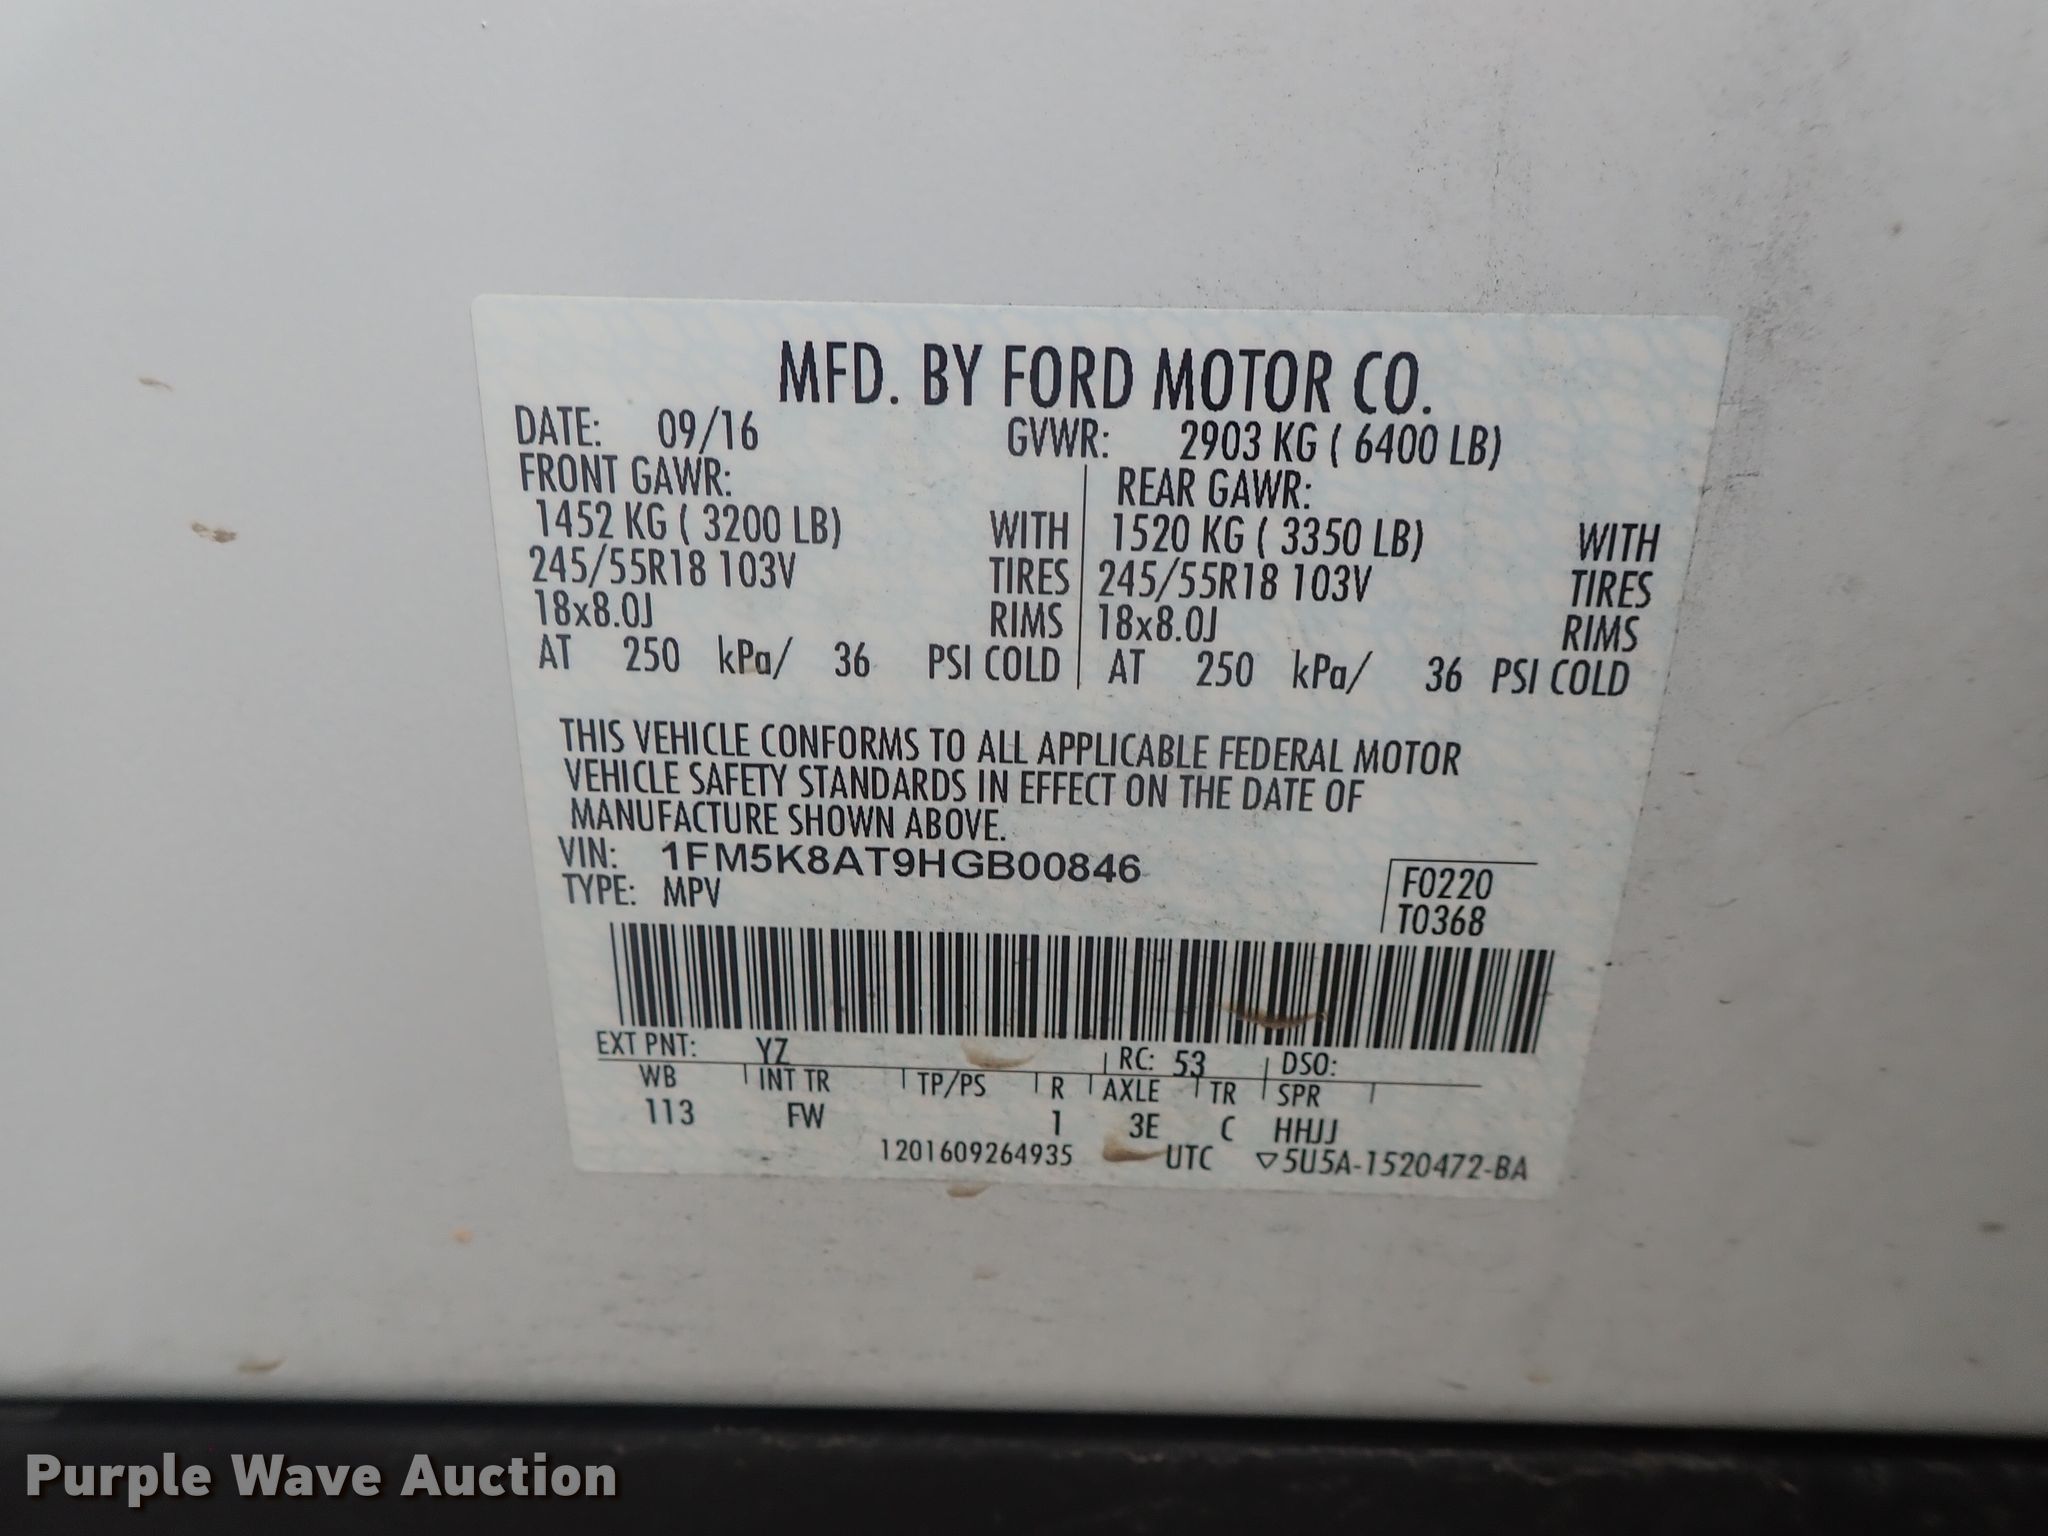 MFD. BY FORD MOTOR CO.
DATE: 09/16 GVWR: 2903 KG ( 6400 LB)
FRONT GAWR: REAR GAWR:
1452 KG ( 3200 LB) WITH 1520 KG ( 3350 LB) WITH
245/55R18 103V TIRES 245/55R18 103V TIRES
18x8.0J RIMS 18x8.0J RIMS
AT 250 kPa/ 36 PSI COLD AT 250 kPa/ 36 PSI COLD
THIS VEHICLE CONFORMS TO ALL APPLICABLE FEDERAL MOTOR
VEHICLE SAFETY STANDARDS IN EFFECT ON THE DATE OF
MANUFACTURE SHOWN ABOVE.
VIN: 1FM5K8AT9HGB00846
TYPE: MPV
F0220
T0368
EXT PNT: YZ RC: 53 DSO:
WB INT TR TP/PS R AXLE TR SPR
113 FW 1 3E C HHJJ
1201609264935 UTC ▽5U5A-1520472-BA
Purple Wave Auction